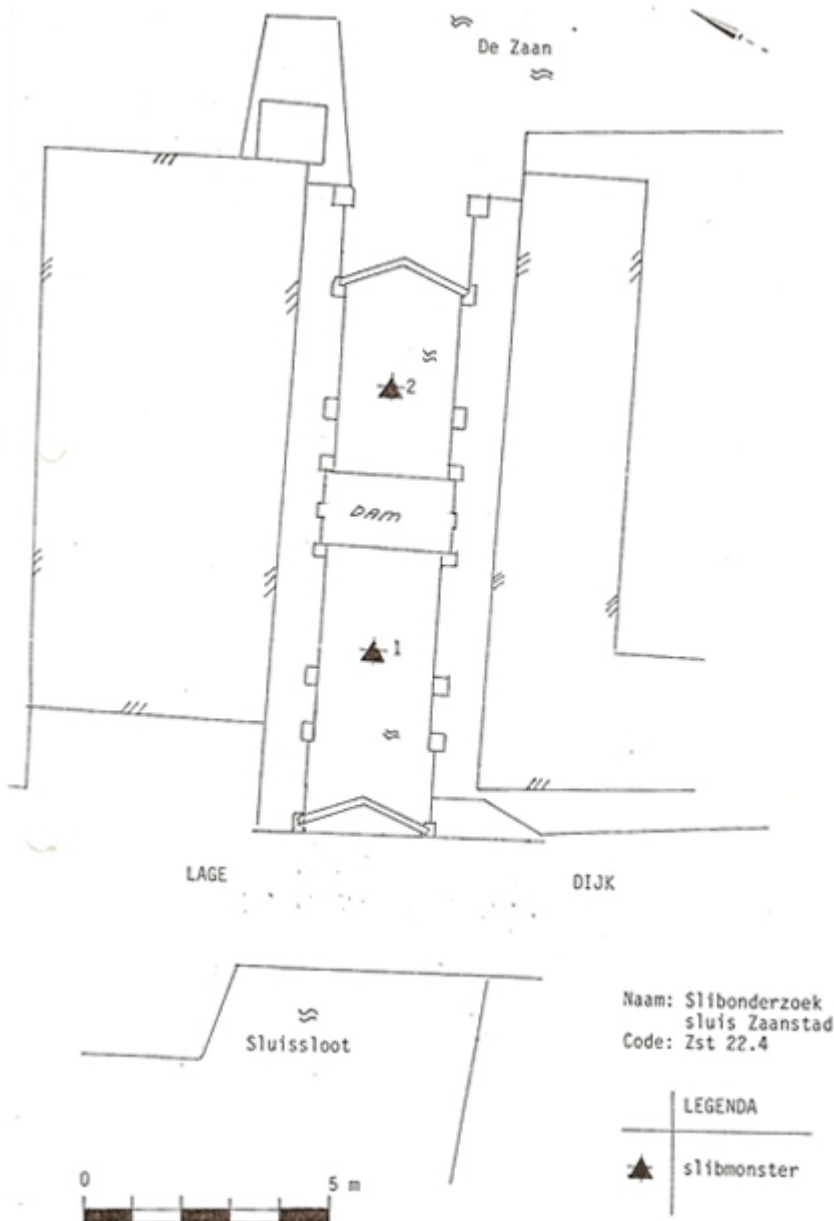 De Zaan
2
DAM
1
LAGE DIJK
Sluissloot
Naam: Slibonderzoek
sluis Zaanstad
Code: Zst 22.4
LEGENDA
slibmonster
0 5 m